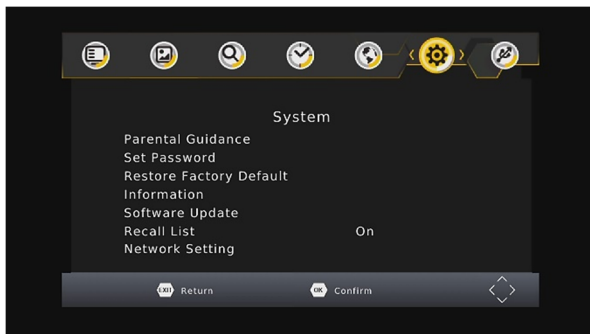 System
Parental Guidance
Set Password
Restore Factory Default
Information
Software Update
Recall List On
Network Setting
EXIT Return OK Confirm